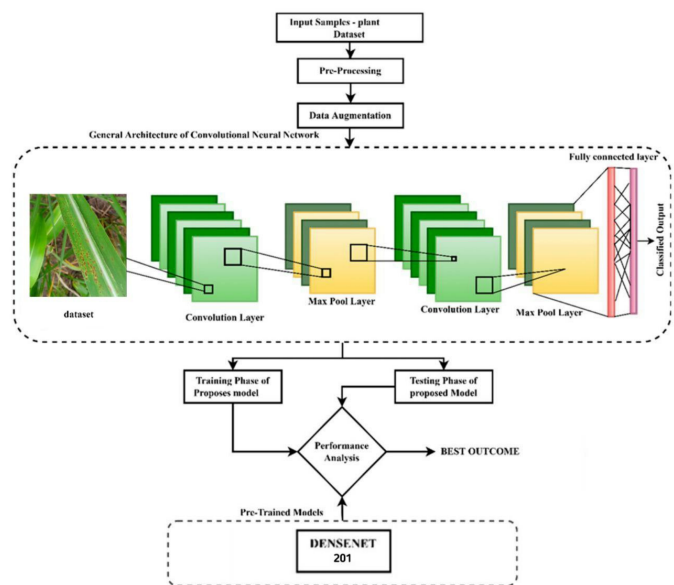 Input Samples - plant
Dataset
Pre-Processing
Data Augmentation
General Architecture of Convolutional Neural Network
Fully connected layer
dataset
Convolution Layer
Max Pool Layer
Convolution Layer
Max Pool Layer
Classified Output
Training Phase of
Proposes model
Testing Phase of
proposed Model
Performance
Analysis
BEST OUTCOME
Pre-Trained Models
DENSENET
201